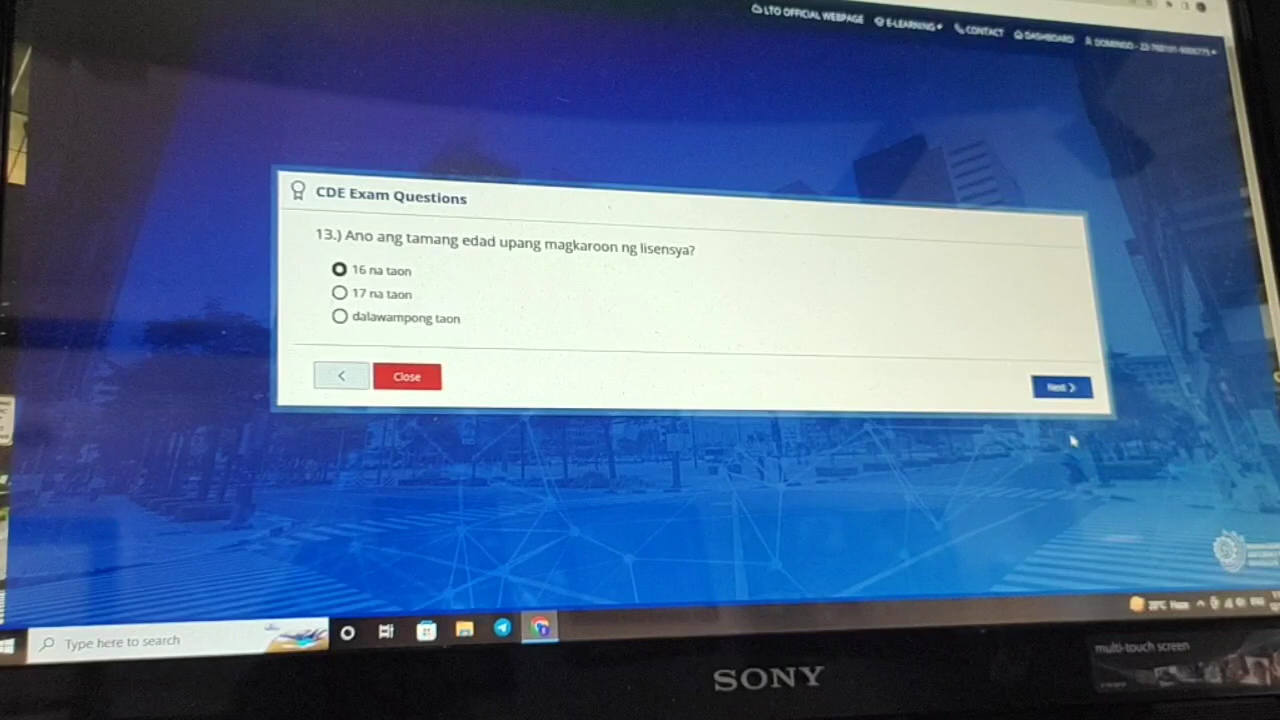 LTO OFFICIAL WEBPAGE E-LEARNING CONTACT DASHBOARD
CDE Exam Questions
13.) Ano ang tamang edad upang magkaroon ng lisensya?
16 na taon
17 na taon
dalawampong taon
Close
Next
Type here to search
multi-touch screen
SONY